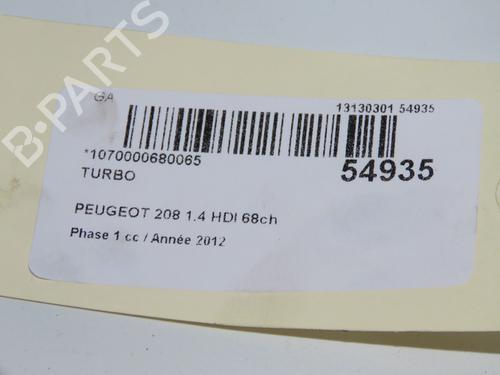 B-PARTS
GA
13130301 54935
*1070000680065
54935
TURBO
PEUGEOT 208 1.4 HDI 68ch
Phase 1 cc / Année 2012